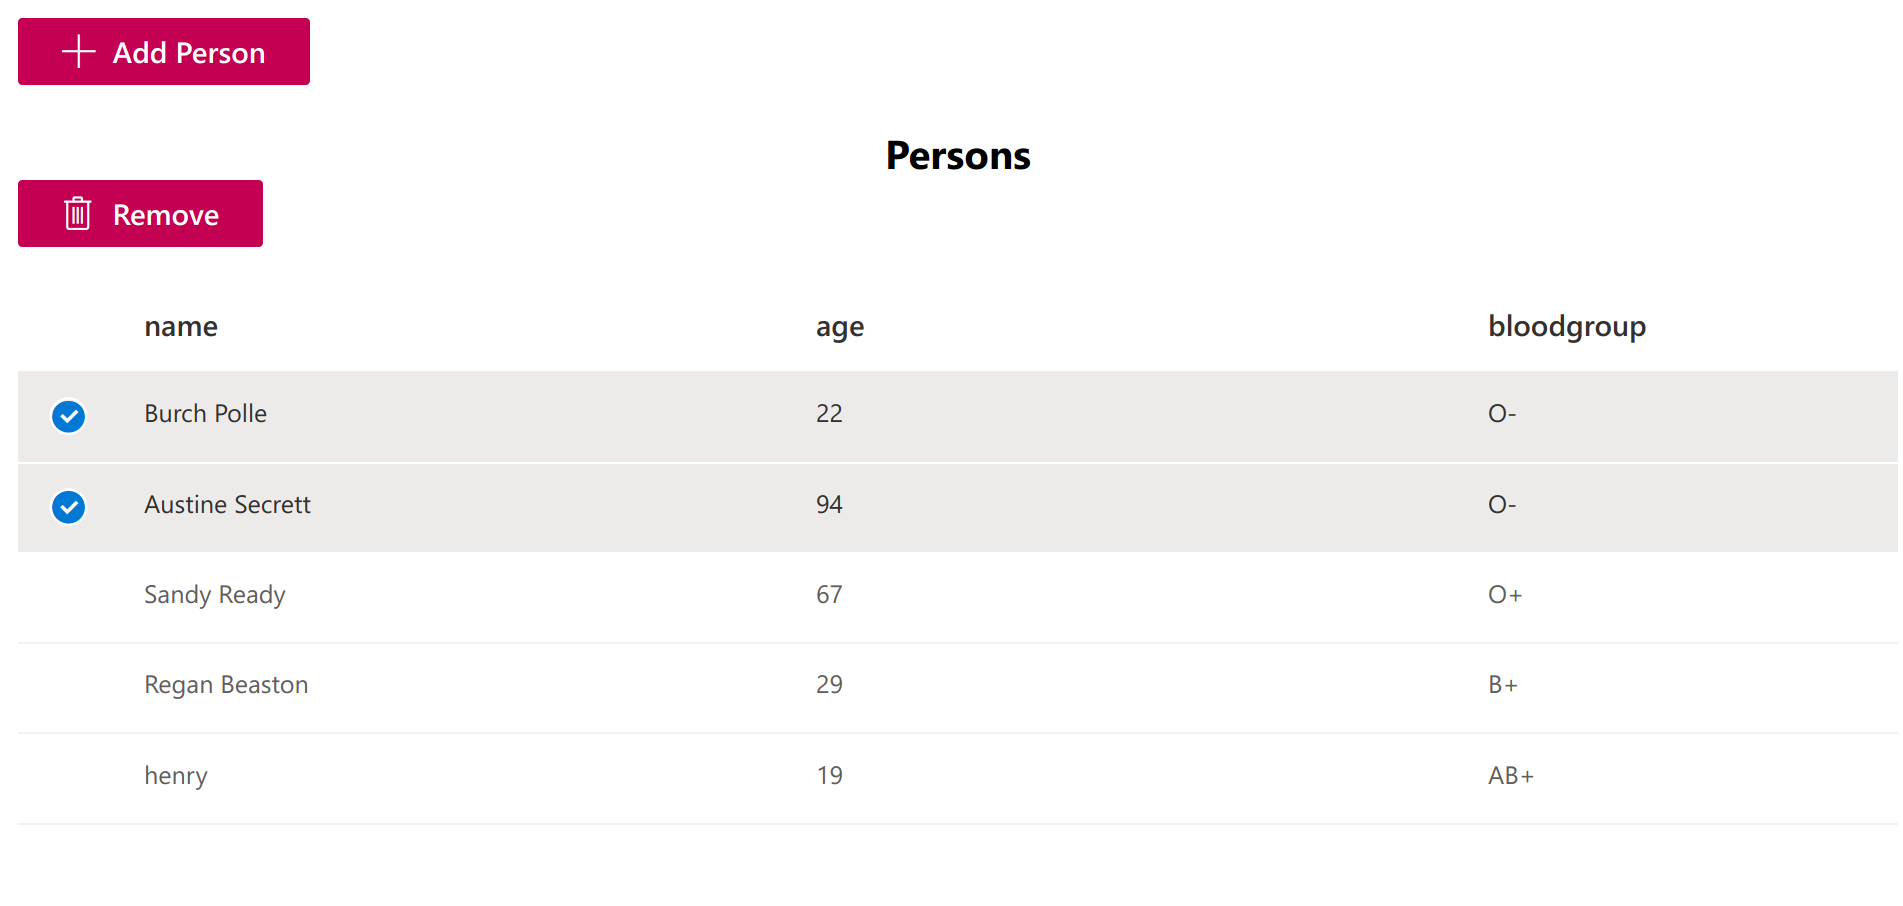 Add Person
Persons
Remove
name age bloodgroup
Burch Polle 22 O-
Austine Secrett 94 O-
Sandy Ready 67 O+
Regan Beaston 29 B+
henry 19 AB+